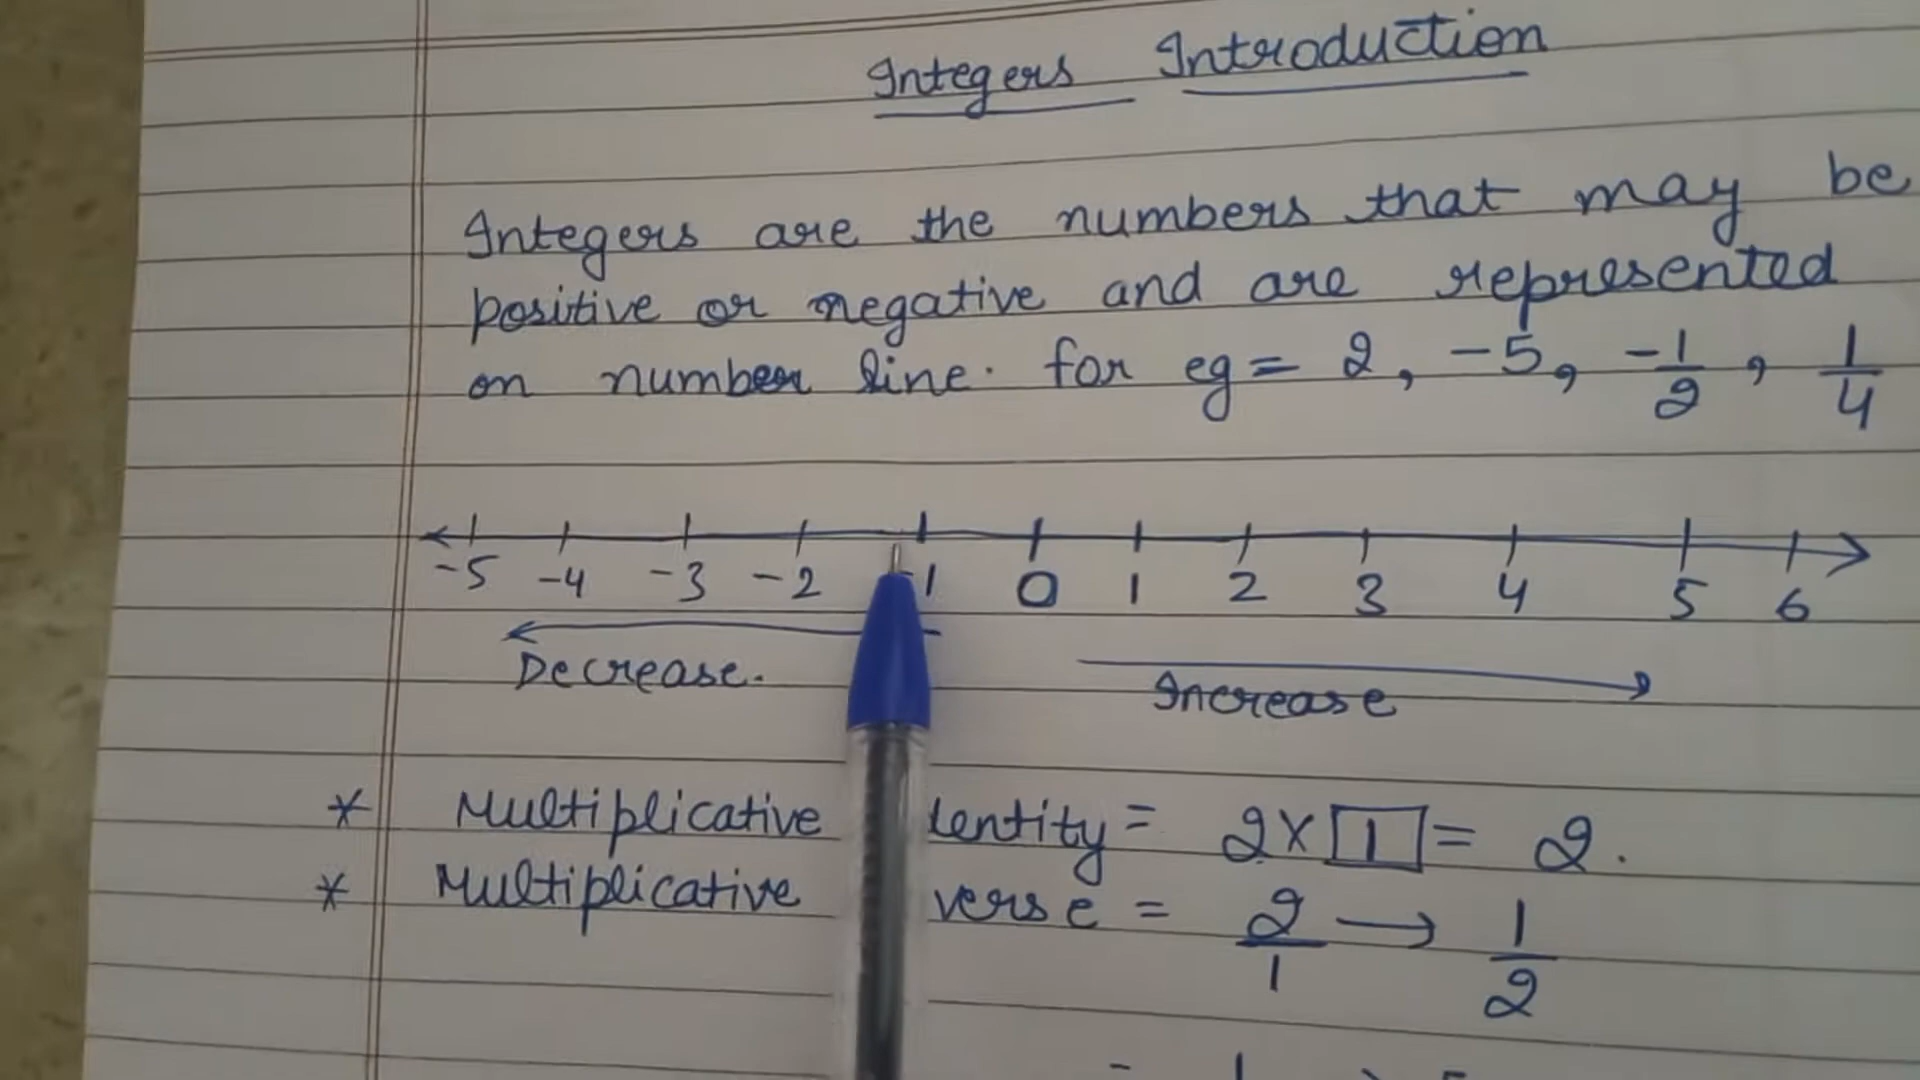 Integers Introduction
Integers are the numbers that may be
positive or negative and are represented
on number line. for eg = 2, -5, -1/2, 1/4
-5 -4 -3 -2 -1 0 1 2 3 4 5 6
Decrease. Increase
* Multiplicative dentity = 2 × 1 = 2.
* Multiplicative verse = 2/1 → 1/2